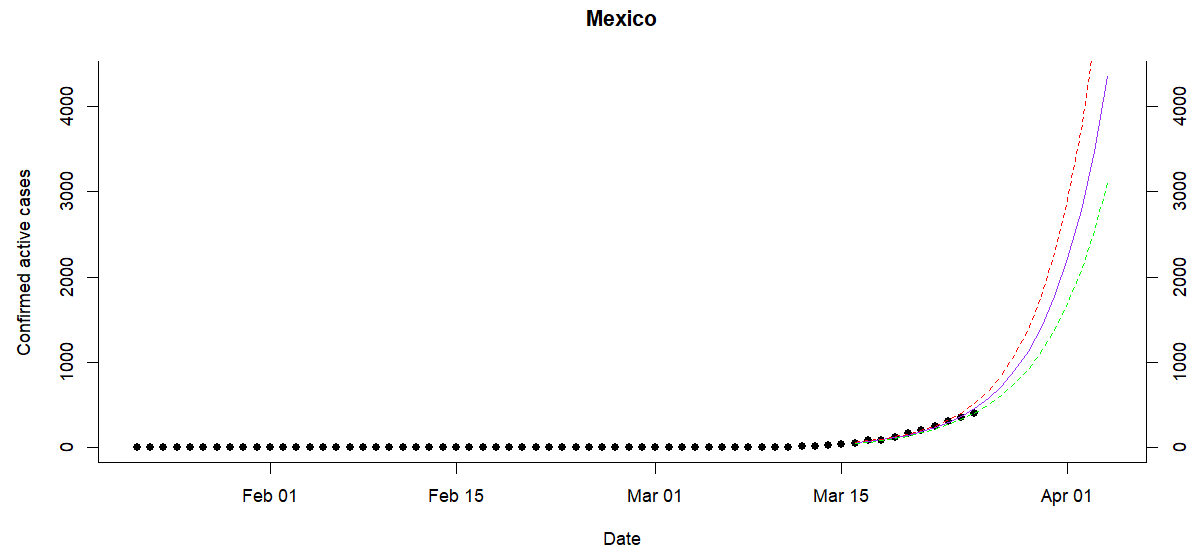 Mexico
Confirmed active cases
4000
3000
2000
1000
0
4000
3000
2000
1000
0
Feb 01
Feb 15
Mar 01
Mar 15
Apr 01
Date